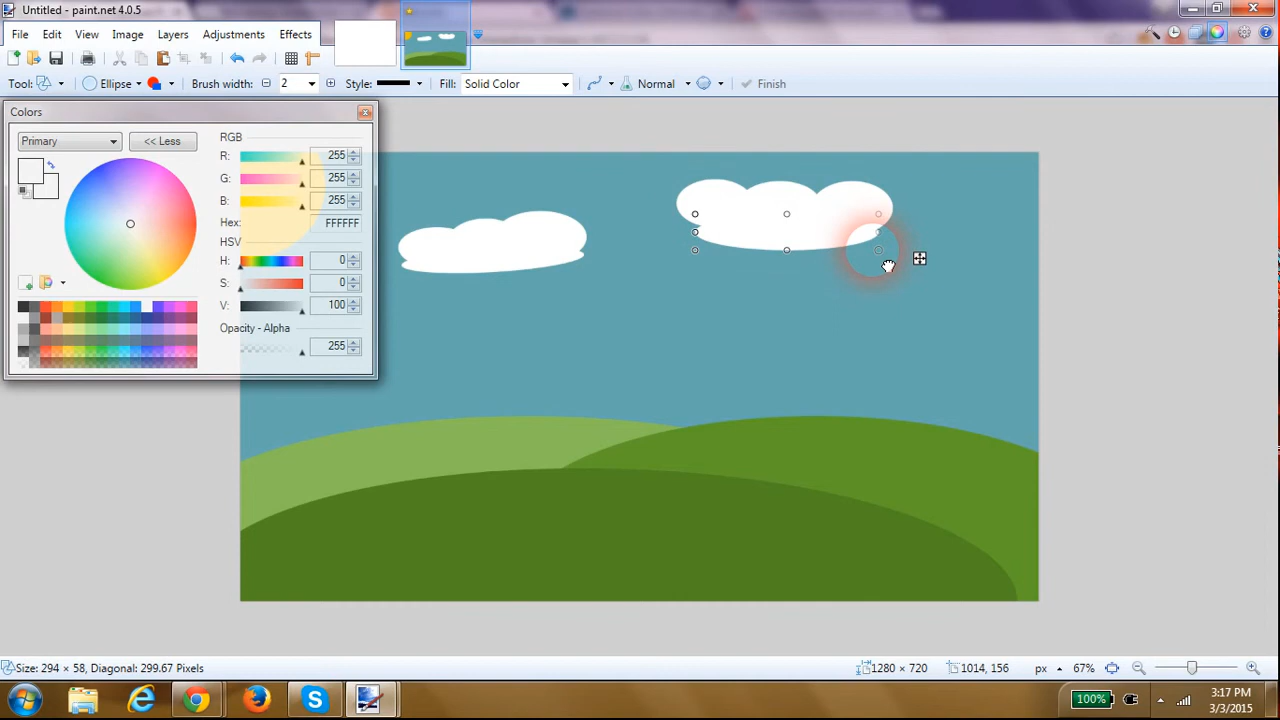 Untitled - paint.net 4.0.5
File Edit View Image Layers Adjustments Effects
Tool: Ellipse Brush width: 2 Style: Fill: Solid Color Normal Finish
Colors
Primary << Less
RGB
R: 255
G: 255
B: 255
Hex: FFFFFF
HSV
H: 0
S: 0
V: 100
Opacity - Alpha
255
Size: 294 × 58, Diagonal: 299.67 Pixels 1280 × 720 1014, 156 px 67%
100% 3:17 PM
3/3/2015